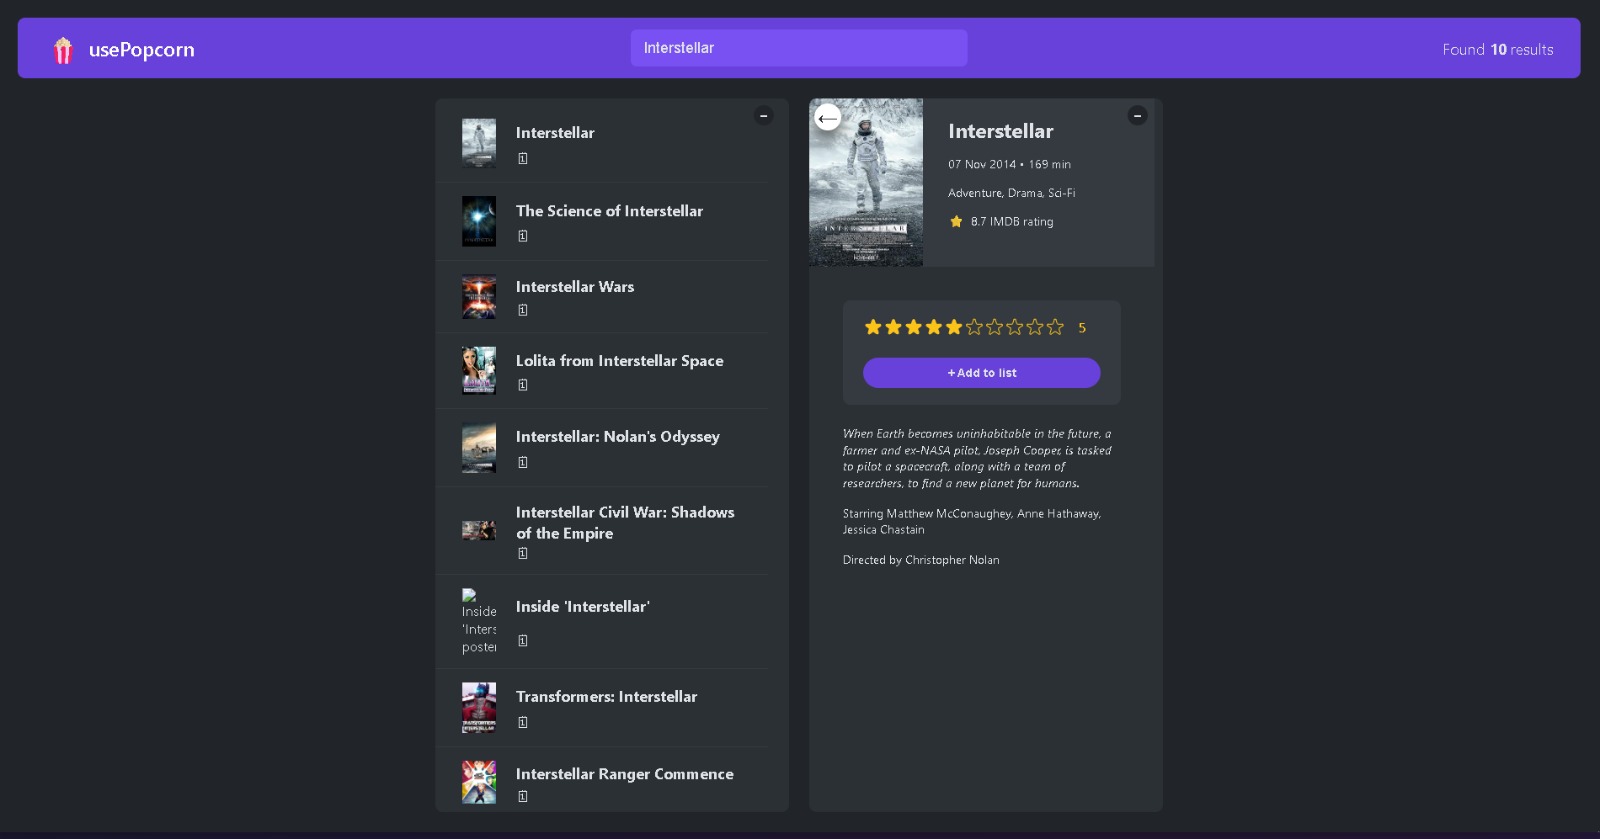 usePopcorn
Interstellar
Found 10 results
Interstellar
The Science of Interstellar
Interstellar Wars
Lolita from Interstellar Space
Interstellar: Nolan's Odyssey
Interstellar Civil War: Shadows
of the Empire
Inside
'Inters
poster
Inside 'Interstellar'
Transformers: Interstellar
Interstellar Ranger Commence
INTERSTELLAR
Interstellar
07 Nov 2014 • 169 min
Adventure, Drama, Sci-Fi
8.7 IMDB rating
5
+ Add to list
When Earth becomes uninhabitable in the future, a
farmer and ex-NASA pilot, Joseph Cooper, is tasked
to pilot a spacecraft, along with a team of
researchers, to find a new planet for humans.
Starring Matthew McConaughey, Anne Hathaway,
Jessica Chastain
Directed by Christopher Nolan